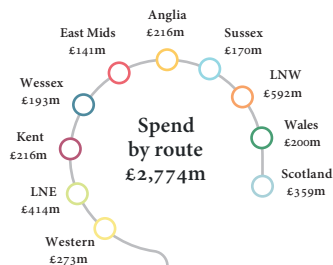 Anglia
£216m
East Mids
£141m
Sussex
£170m
Wessex
£193m
LNW
£592m
Spend
by route
£2,774m
Kent
£216m
Wales
£200m
LNE
£414m
Scotland
£359m
Western
£273m